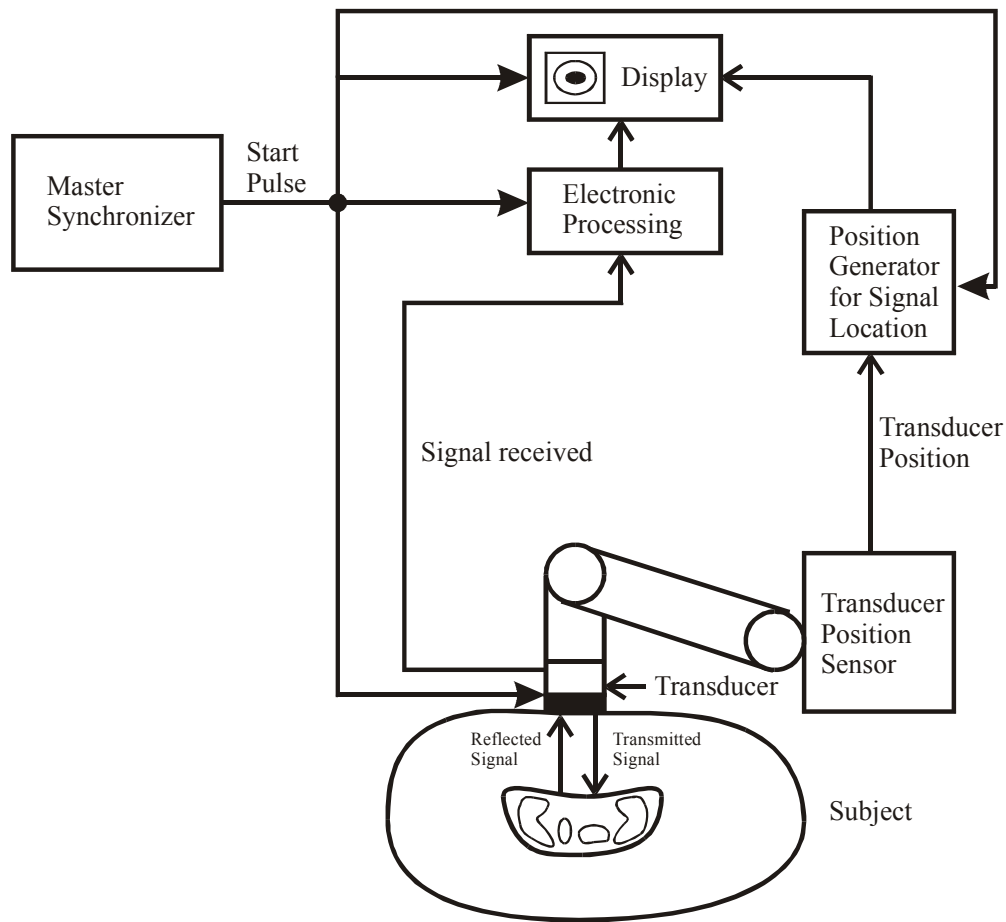 Display
Start
Pulse
Master
Synchronizer
Electronic
Processing
Position
Generator
for Signal
Location
Signal received
Transducer
Position
Transducer
Position
Sensor
Transducer
Reflected
Signal
Transmitted
Signal
Subject